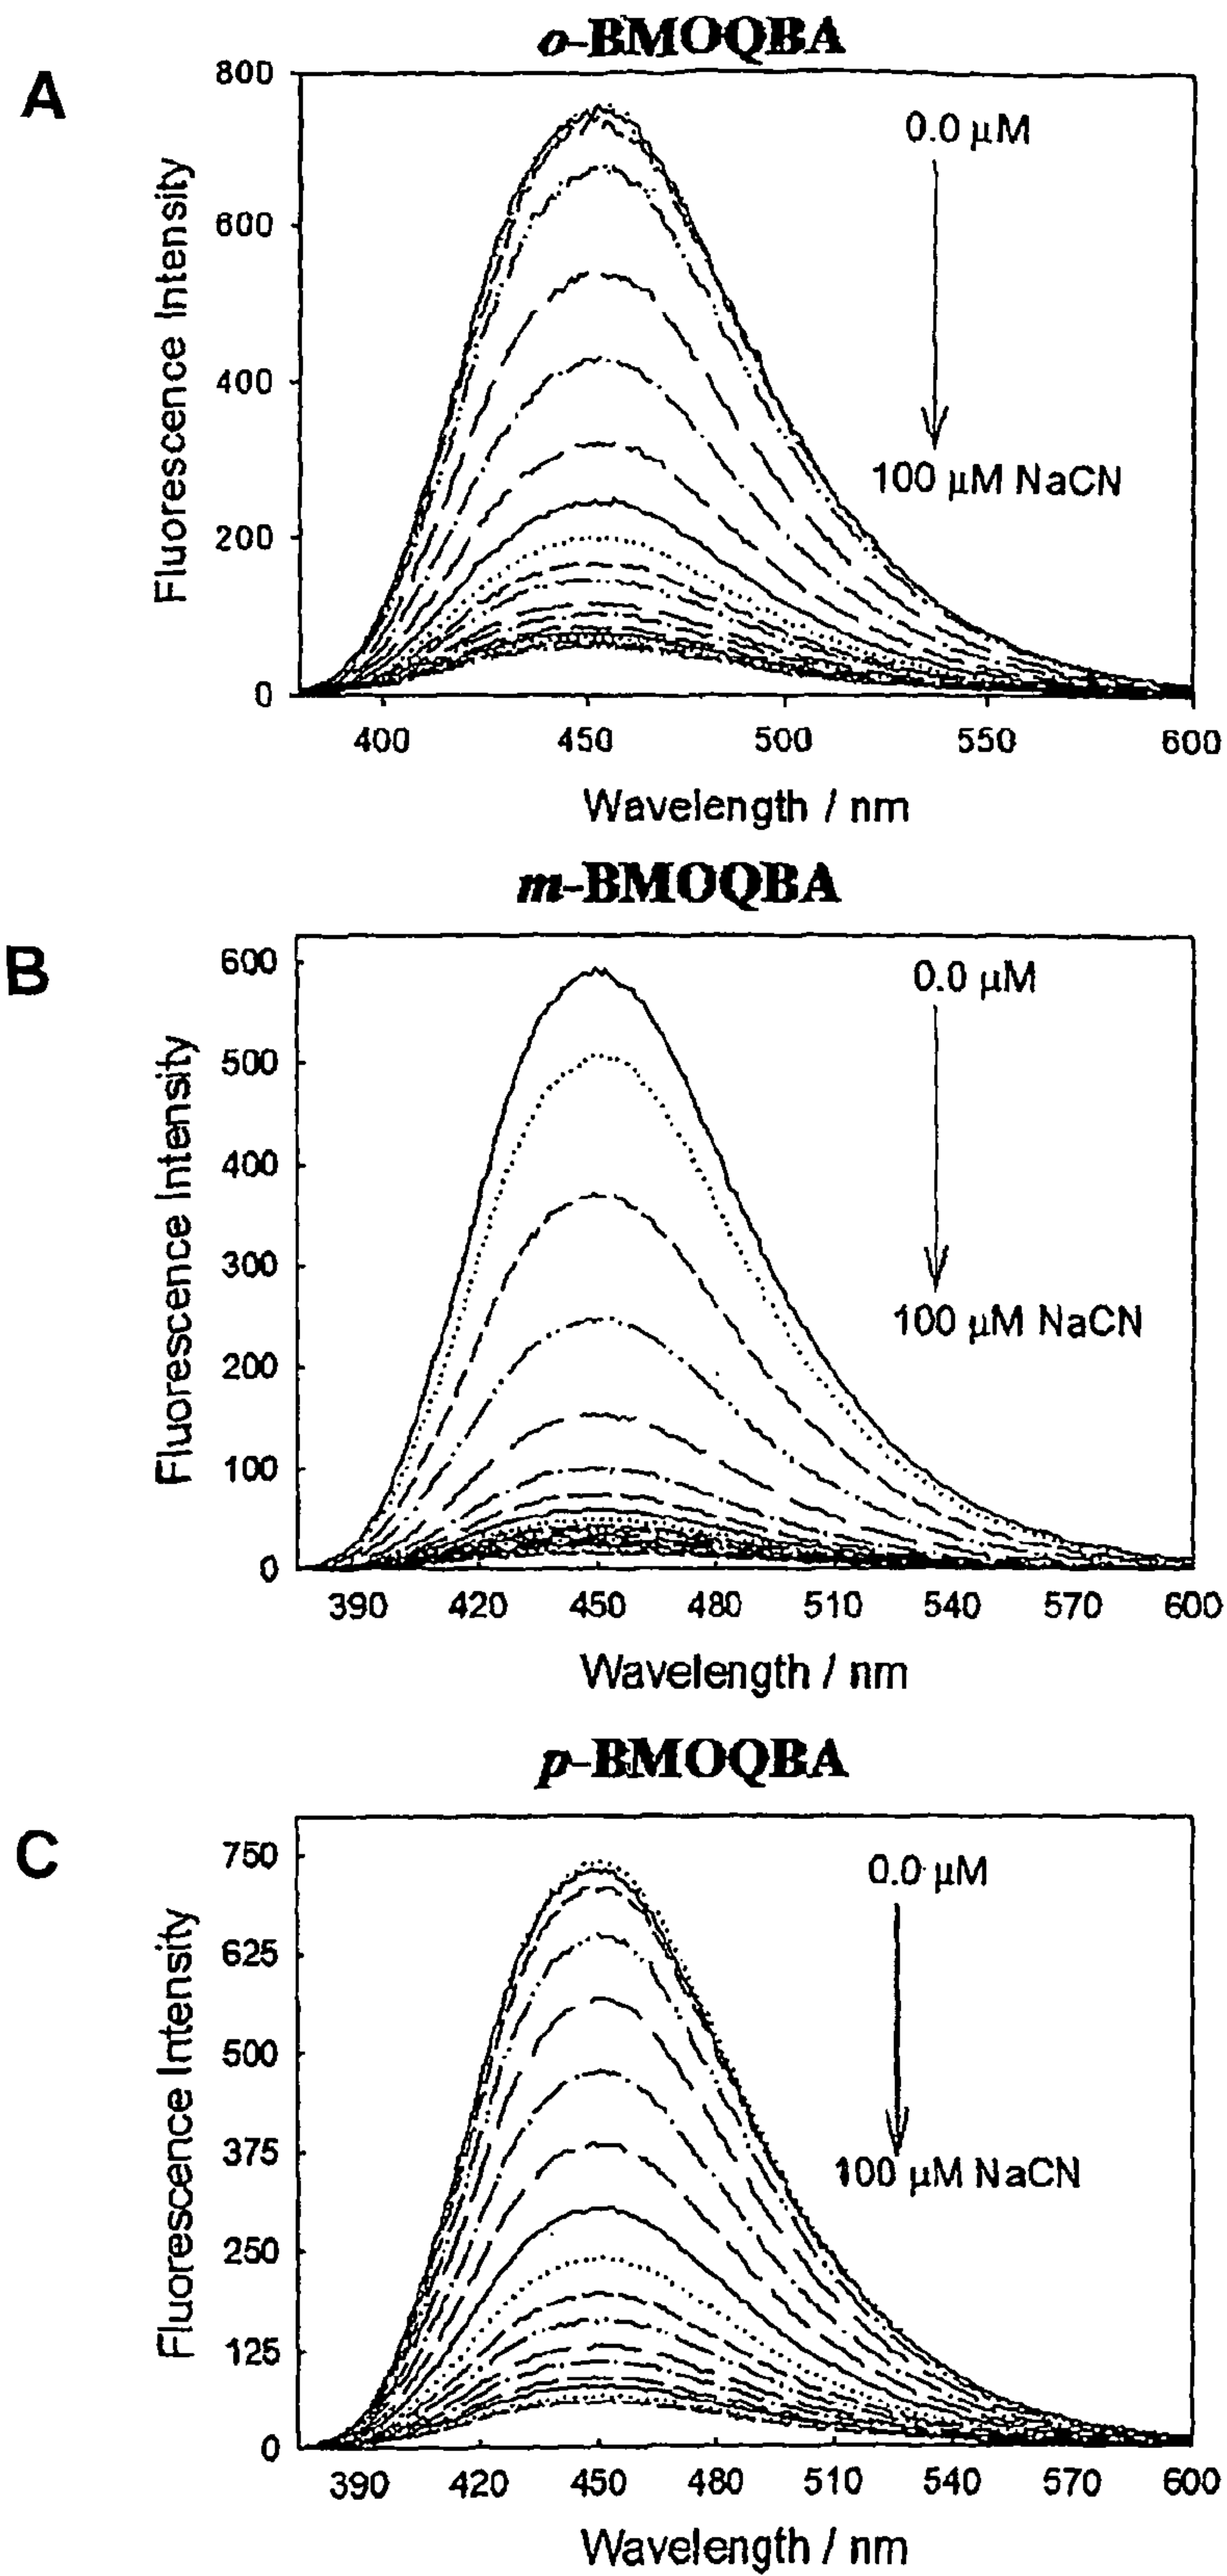 o-BMOQBA
A
Fluorescence Intensity
800
600
400
200
0
0.0 μM
100 μM NaCN
400 450 500 550 600
Wavelength / nm
m-BMOQBA
B
Fluorescence Intensity
600
500
400
300
200
100
0
0.0 μM
100 μM NaCN
390 420 450 480 510 540 570 600
Wavelength / nm
p-BMOQBA
C
Fluorescence Intensity
750
625
500
375
250
125
0
0.0 μM
100 μM NaCN
390 420 450 480 510 540 570 600
Wavelength / nm